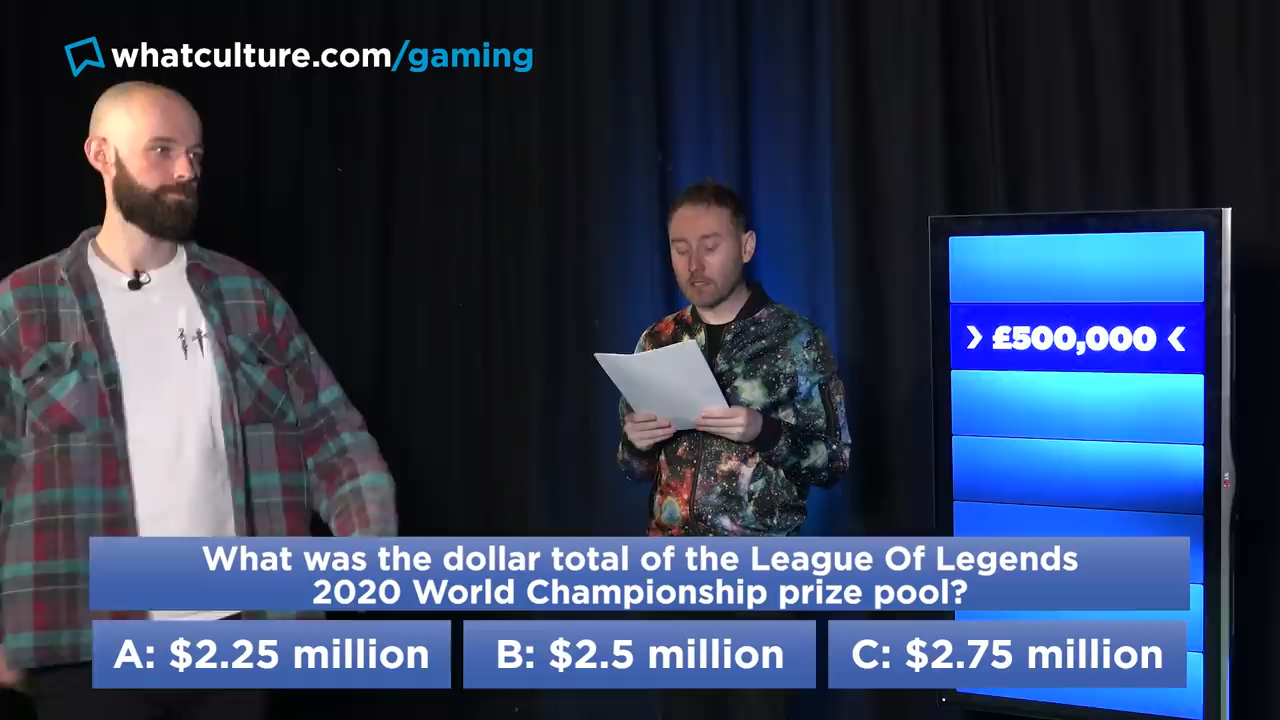 whatculture.com/gaming
> £500,000 <
What was the dollar total of the League Of Legends
2020 World Championship prize pool?
A: $2.25 million
B: $2.5 million
C: $2.75 million